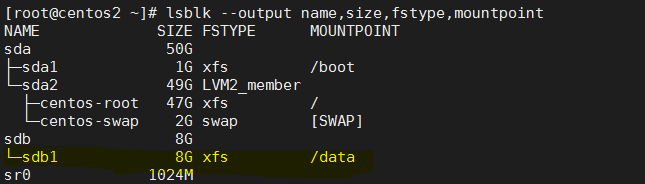 [root@centos2 ~]# lsblk --output name,size,fstype,mountpoint
NAME            SIZE FSTYPE      MOUNTPOINT
sda              50G
├─sda1            1G xfs         /boot
└─sda2           49G LVM2_member
  ├─centos-root  47G xfs         /
  └─centos-swap   2G swap        [SWAP]
sdb               8G
└─sdb1            8G xfs         /data
sr0            1024M